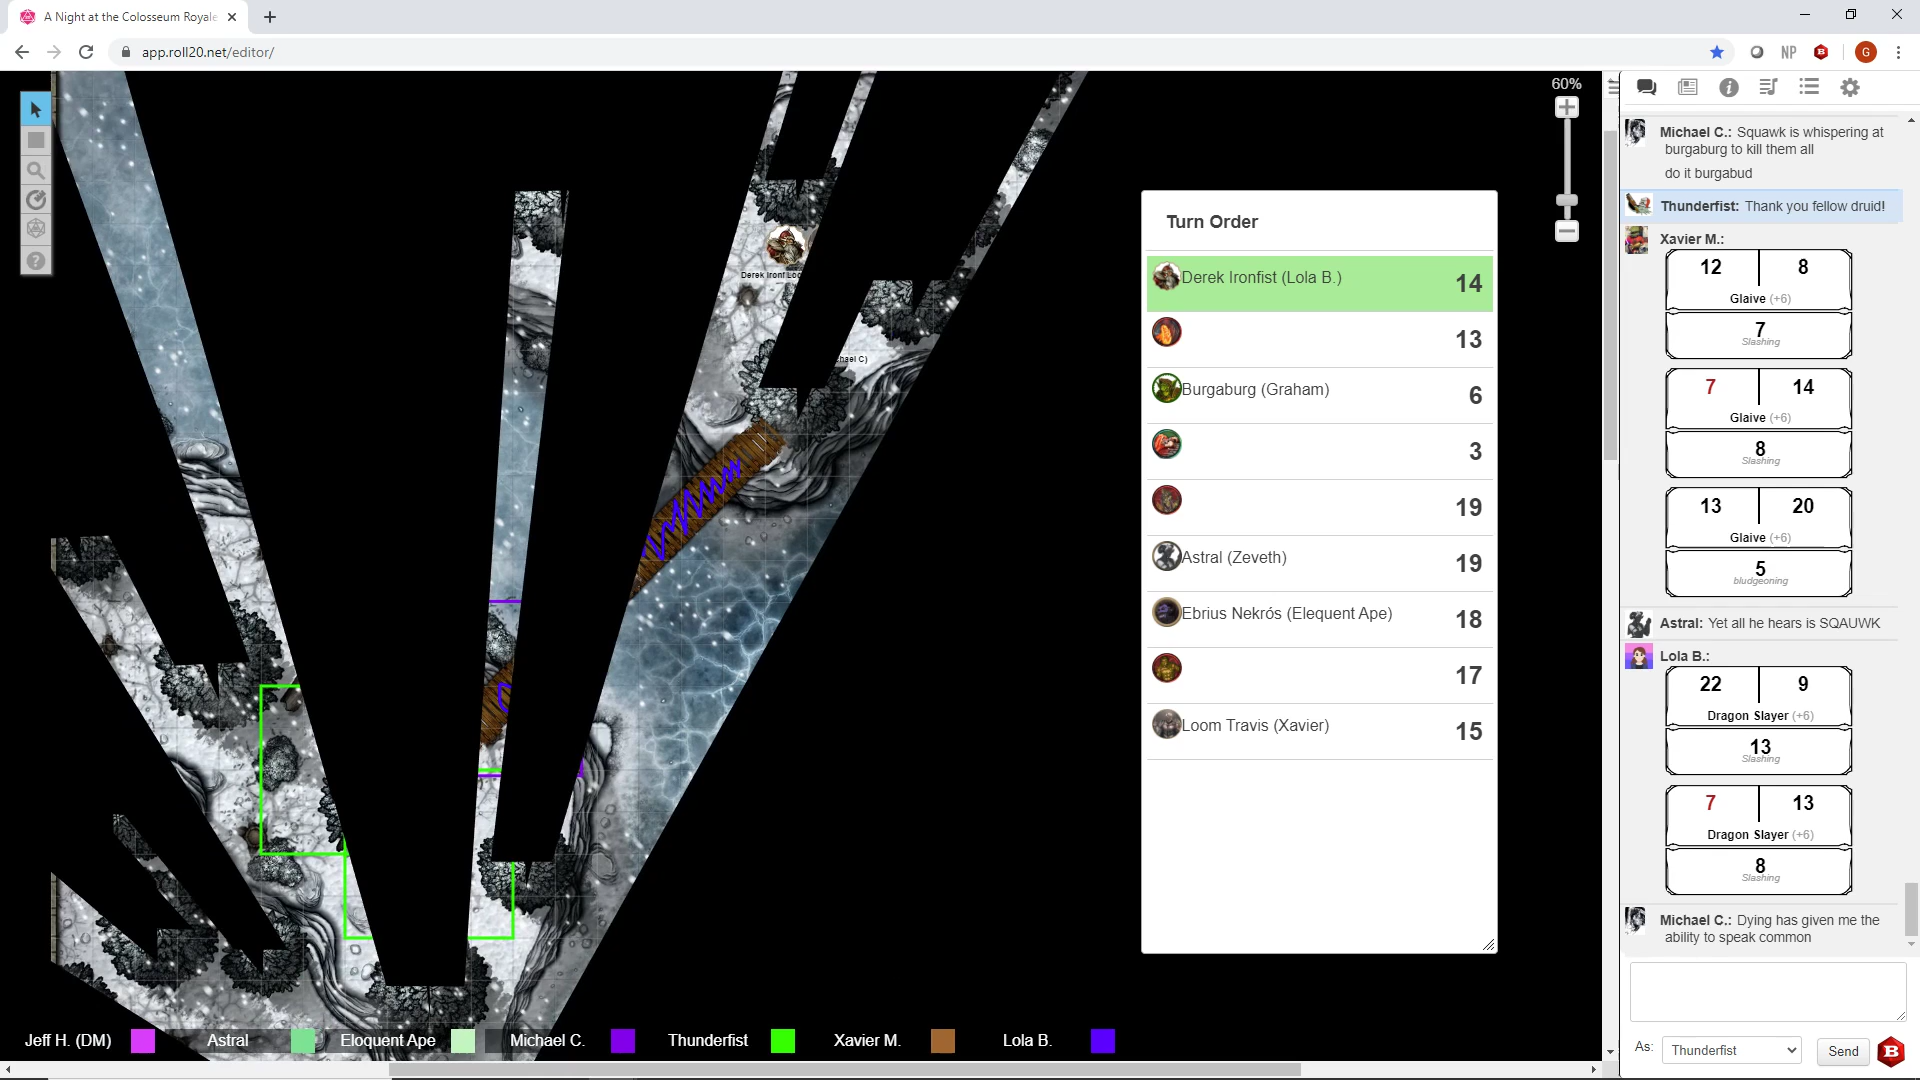 A Night at the Colosseum Royale
app.roll20.net/editor/
NP
G
60%
Derek Ironf
hael C)
Turn Order
Derek Ironfist (Lola B.)
14
13
Burgaburg (Graham)
6
3
19
Astral (Zeveth)
19
Ebrius Nekrós (Elequent Ape)
18
17
Loom Travis (Xavier)
15
Michael C.: Squawk is whispering at
burgaburg to kill them all
do it burgabud
Thunderfist: Thank you fellow druid!
Xavier M.:
12 8
Glaive (+6)
7
Slashing
7 14
Glaive (+6)
8
Slashing
13 20
Glaive (+6)
5
bludgeoning
Astral: Yet all he hears is SQAUWK
Lola B.:
22 9
Dragon Slayer (+6)
13
Slashing
7 13
Dragon Slayer (+6)
8
Slashing
Michael C.: Dying has given me the
ability to speak common
As: Thunderfist Send
B
Jeff H. (DM) Astral Eloquent Ape Michael C. Thunderfist Xavier M. Lola B.